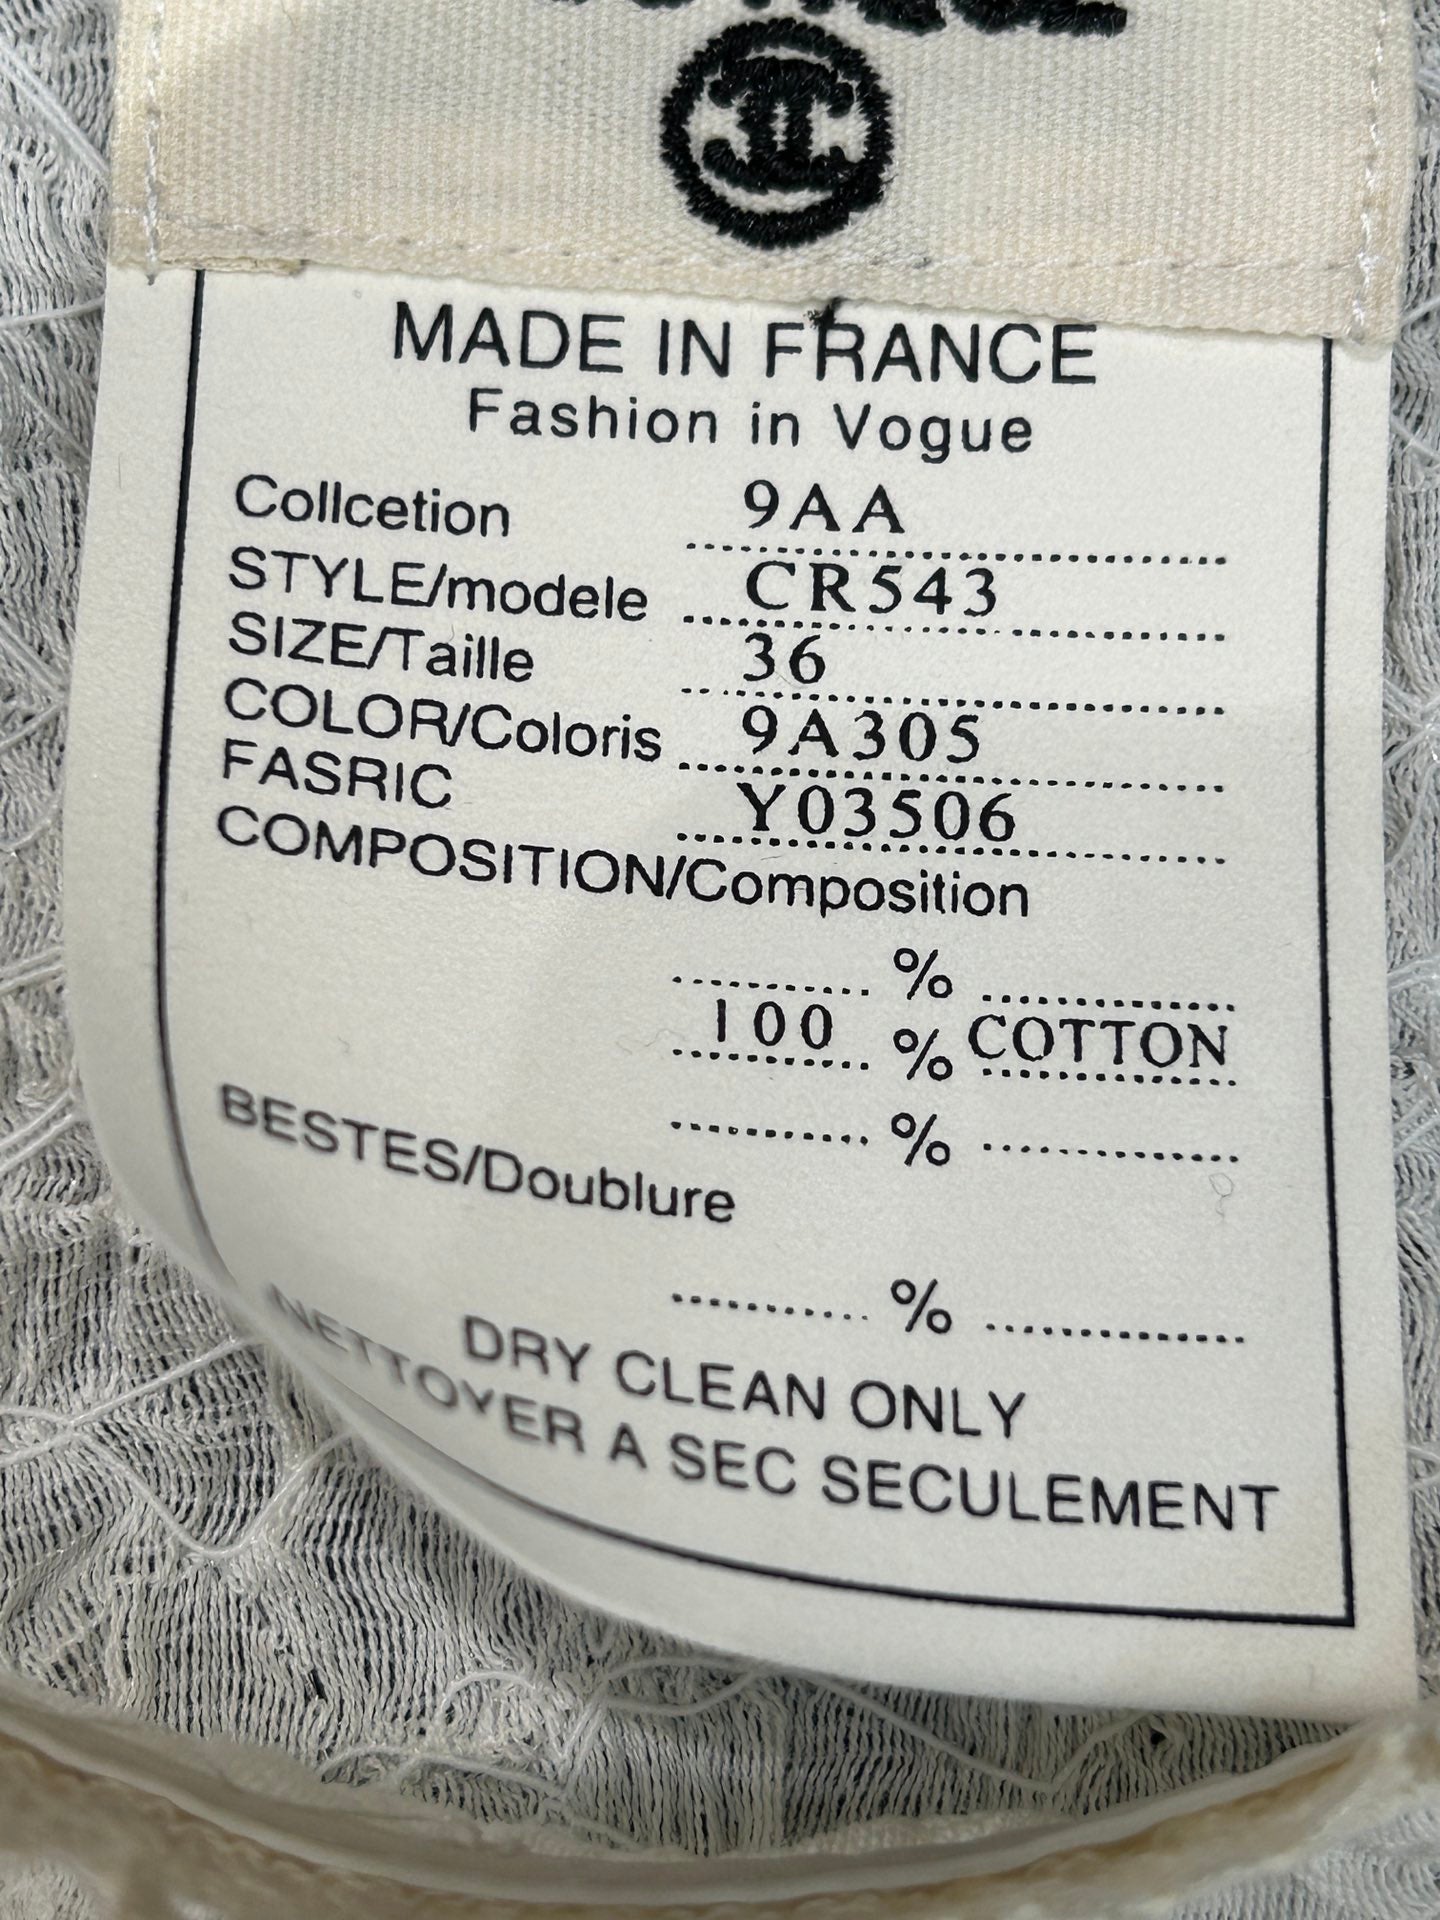 MADE IN FRANCE
Fashion in Vogue
Collcetion 9AA
STYLE/modele CR543
SIZE/Taille 36
COLOR/Coloris 9A305
FASRIC Y03506
COMPOSITION/Composition
%
100 % COTTON
%
BESTES/Doublure
%
DRY CLEAN ONLY
NETTOYER A SEC SECULEMENT